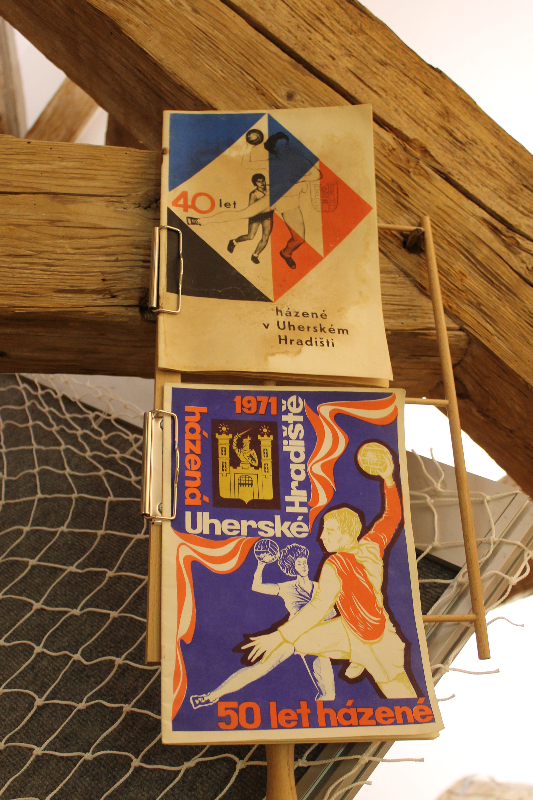 40 let
házené
v Uherském
Hradišti
1971
házená
Uherské
Hradiště
50 let házené